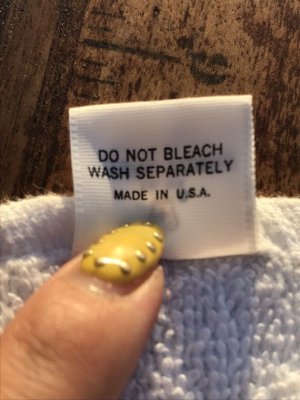 DO NOT BLEACH
WASH SEPARATELY
MADE IN U.S.A.